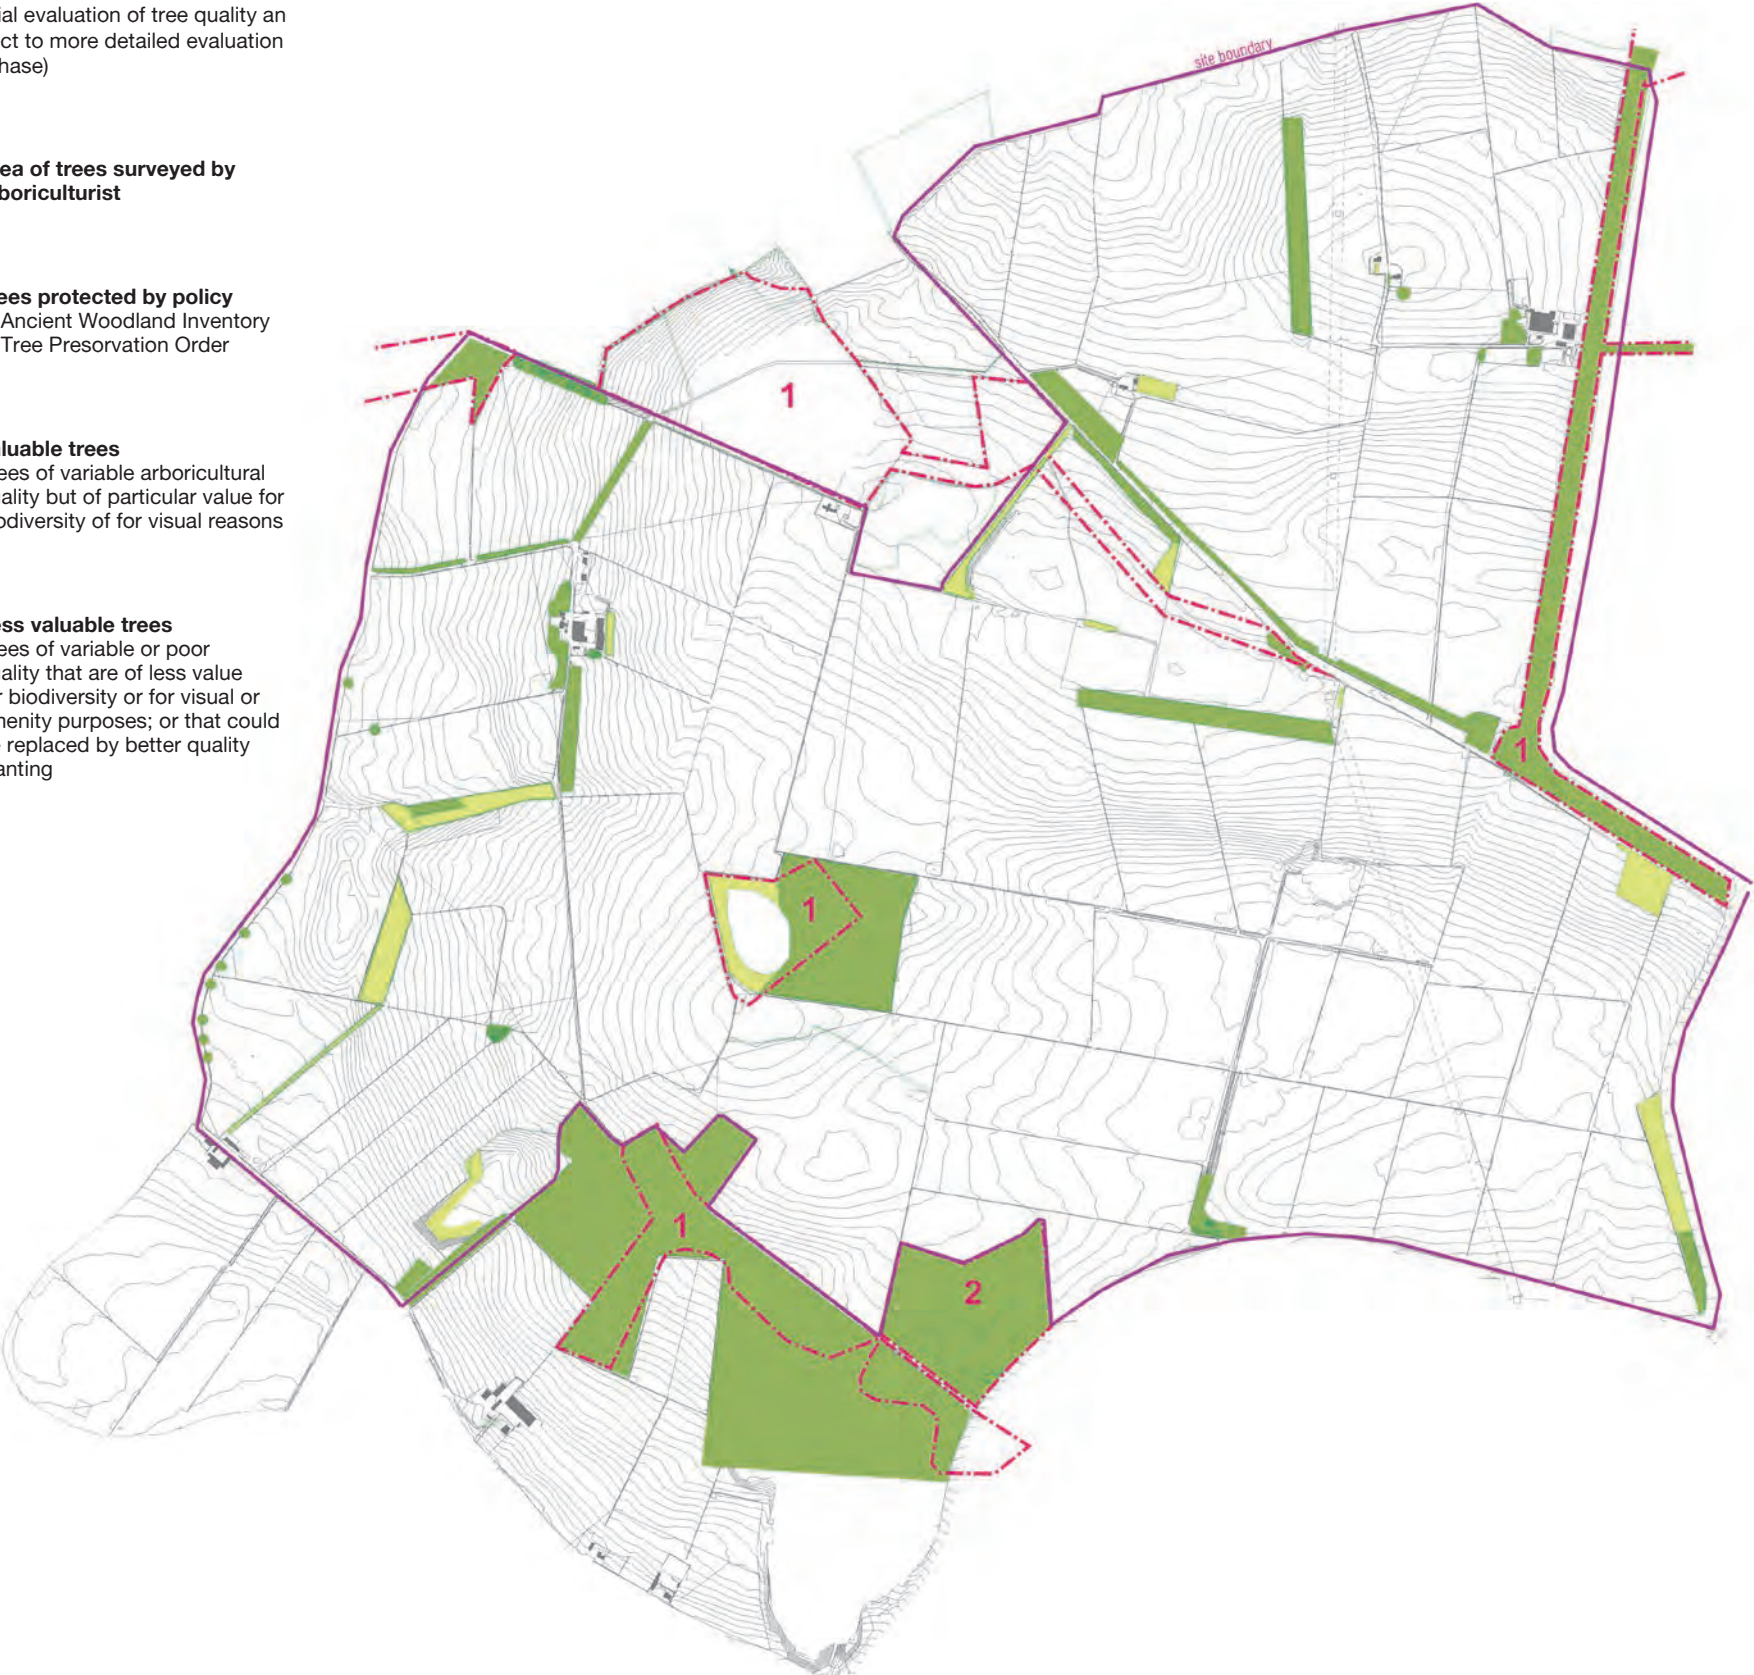 ial evaluation of tree quality an
ct to more detailed evaluation
hase)
ea of trees surveyed by
boriculturist
ees protected by policy
Ancient Woodland Inventory
Tree Presorvation Order
luable trees
ees of variable arboricultural
ality but of particular value for
odiversity of for visual reasons
ess valuable trees
ees of variable or poor
ality that are of less value
r biodiversity or for visual or
menity purposes; or that could
e replaced by better quality
anting
site boundary
1
1
1
1
2